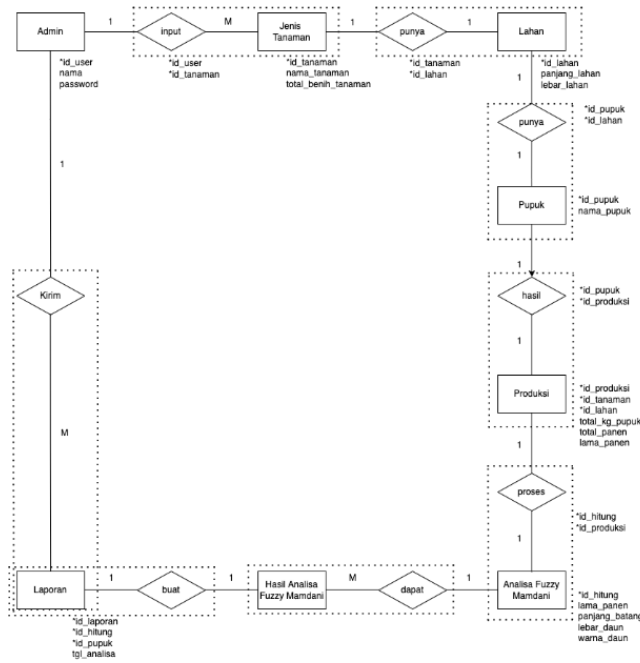 Admin
1
input
M
Jenis
Tanaman
1
punya
1
Lahan
*id_user
nama
password
*id_user
*id_tanaman
*id_tanaman
nama_tanaman
total_benih_tanaman
*id_tanaman
*id_lahan
*id_lahan
panjang_lahan
lebar_lahan
1
punya
*id_pupuk
*id_lahan
1
1
Pupuk
*id_pupuk
nama_pupuk
1
Kirim
hasil
*id_pupuk
*id_produksi
1
Produksi
*id_produksi
*id_tanaman
*id_lahan
total_kg_pupuk
total_panen
lama_panen
M
1
proses
*id_hitung
*id_produksi
1
Laporan
1
buat
1
Hasil Analisa
Fuzzy Mamdani
M
dapat
1
Analisa Fuzzy
Mamdani
*id_laporan
*id_hitung
*id_pupuk
tgl_analisa
*id_hitung
lama_panen
panjang_batang
lebar_daun
warna_daun